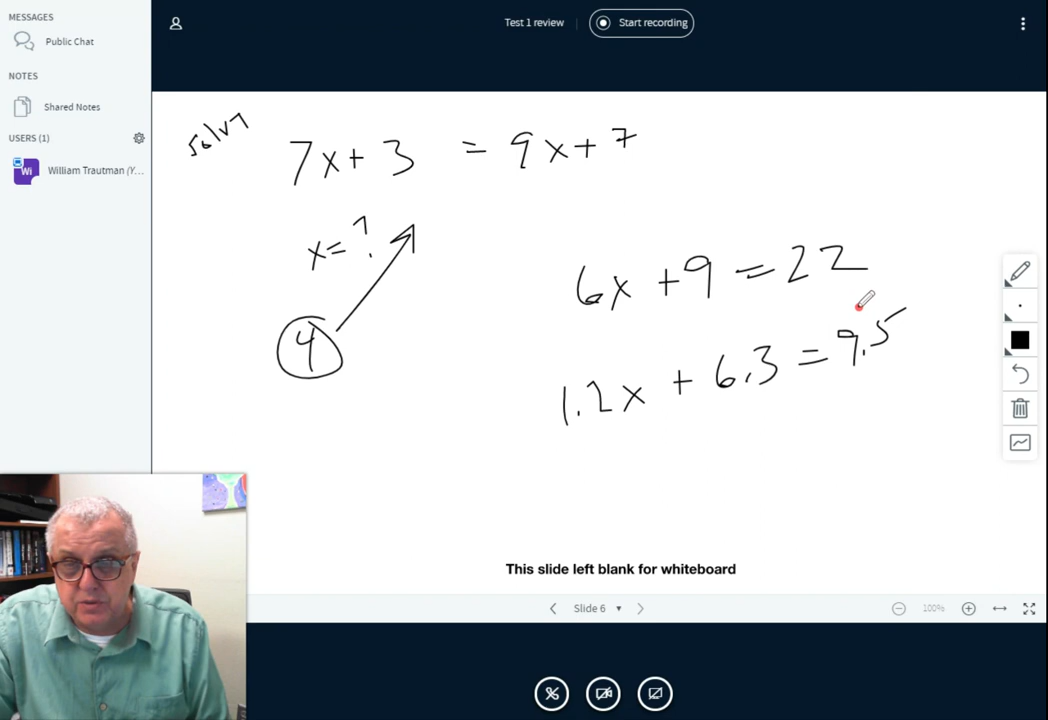 MESSAGES
Public Chat
NOTES
Shared Notes
USERS (1)
Wi
William Trautman (Y...
Test 1 review
Start recording
solv
7x + 3 = 9x + 7
x = ?
4
6x + 9 = 22
1.2x + 6.3 = 9.5
This slide left blank for whiteboard
Slide 6
100%